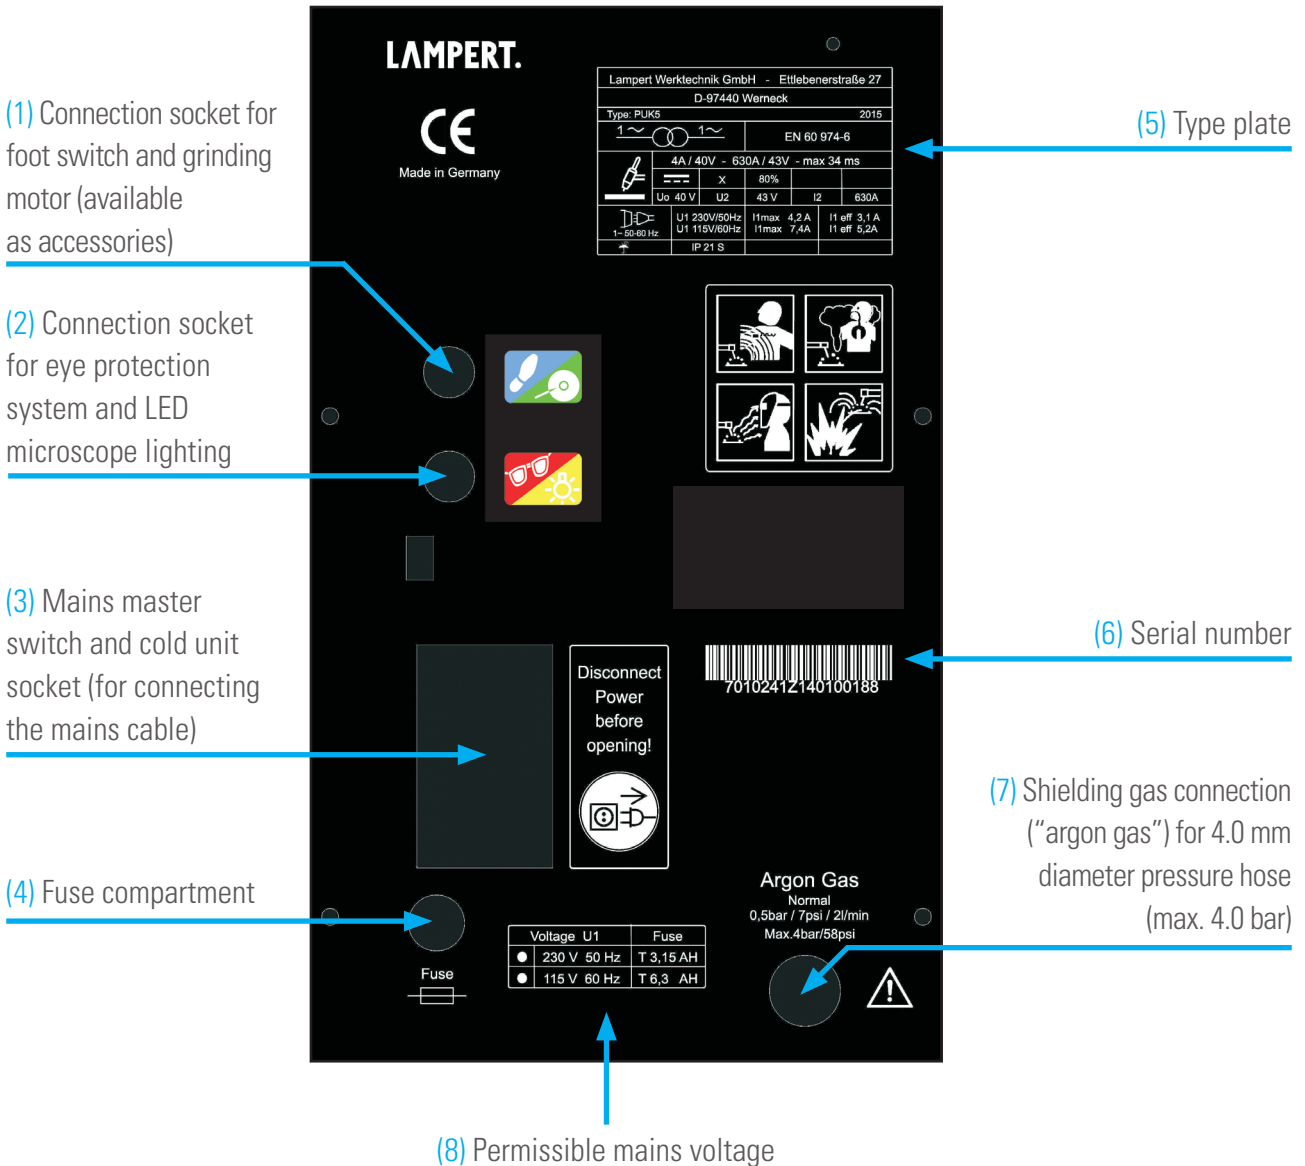 (1) Connection socket for
foot switch and grinding
motor (available
as accessories)
(2) Connection socket
for eye protection
system and LED
microscope lighting
(3) Mains master
switch and cold unit
socket (for connecting
the mains cable)
(4) Fuse compartment
LAMPERT.
CE
Made in Germany
Lampert Werktechnik GmbH - Ettlebenerstraße 27
D-97440 Werneck
Type: PUK5 2015
1~ 1~ EN 60 974-6
4A / 40V - 630A / 43V - max 34 ms
X 80%
Uo 40 V U2 43 V I2 630A
U1 230V/50Hz I1max 4,2 A I1 eff 3,1 A
1~ 50-60 Hz U1 115V/60Hz I1max 7,4A I1 eff 5,2A
IP 21 S
Disconnect
Power
before
opening!
7010241Z140100188
Argon Gas
Normal
0,5bar / 7psi / 2l/min
Max.4bar/58psi
Fuse
Voltage U1 Fuse
230 V 50 Hz T 3,15 AH
115 V 60 Hz T 6,3 AH
(5) Type plate
(6) Serial number
(7) Shielding gas connection
(“argon gas”) for 4.0 mm
diameter pressure hose
(max. 4.0 bar)
(8) Permissible mains voltage